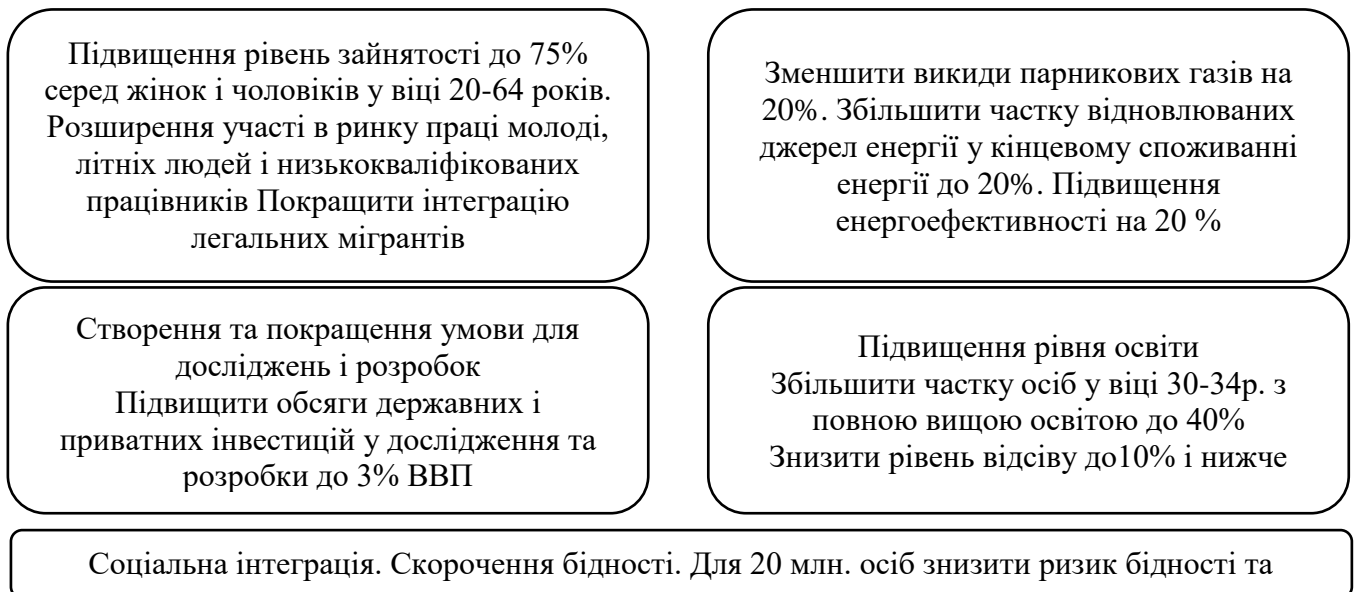 Підвищення рівень зайнятості до 75%
серед жінок і чоловіків у віці 20-64 років.
Розширення участі в ринку праці молоді,
літніх людей і низькокваліфікованих
працівників Покращити інтеграцію
легальних мігрантів
Зменшити викиди парникових газів на
20%. Збільшити частку відновлюваних
джерел енергії у кінцевому споживанні
енергії до 20%. Підвищення
енергоефективності на 20 %
Створення та покращення умови для
досліджень і розробок
Підвищити обсяги державних і
приватних інвестицій у дослідження та
розробки до 3% ВВП
Підвищення рівня освіти
Збільшити частку осіб у віці 30-34р. з
повною вищою освітою до 40%
Знизити рівень відсіву до10% і нижче
Соціальна інтеграція. Скорочення бідності. Для 20 млн. осіб знизити ризик бідності та